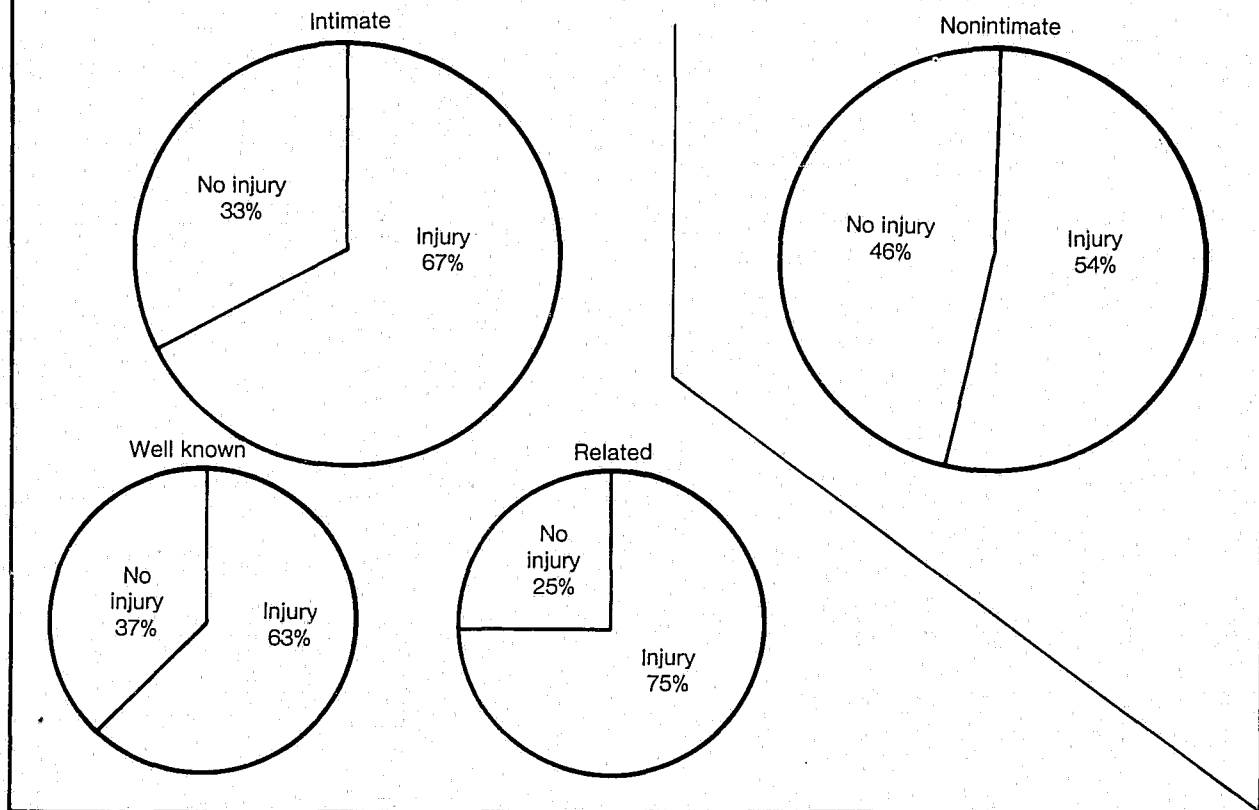 Intimate
No injury
33%
Injury
67%
Nonintimate
No injury
46%
Injury
54%
Well known
No
injury
37%
Injury
63%
Related
No
injury
25%
Injury
75%